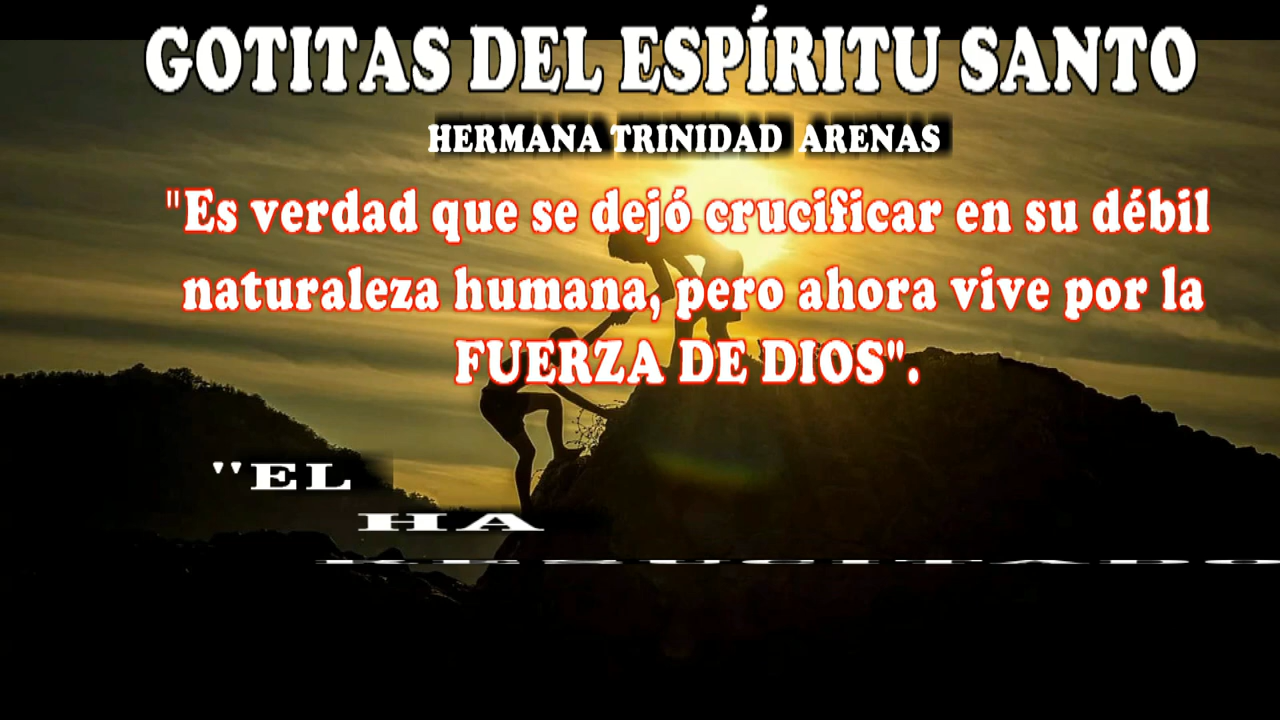 GOTITAS DEL ESPÍRITU SANTO
HERMANA TRINIDAD ARENAS
"Es verdad que se dejó crucificar en su débil
naturaleza humana, pero ahora vive por la
FUERZA DE DIOS".
"EL
HA